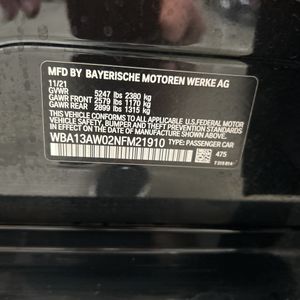 MFD BY BAYERISCHE MOTOREN WERKE AG
11/21
GVWR 5247 lbs 2380 kg
GAWR FRONT 2579 lbs 1170 kg
GAWR REAR 2899 lbs 1315 kg
THIS VEHICLE CONFORMS TO ALL APPLICABLE U.S.FEDERAL MOTOR
VEHICLE SAFETY, BUMPER, AND THEFT PREVENTION STANDARDS IN
EFFECT ON THE DATE OF MANUFACTURE SHOWN ABOVE.
WBA13AW02NFM21910 TYPE: PASSENGER CAR
475